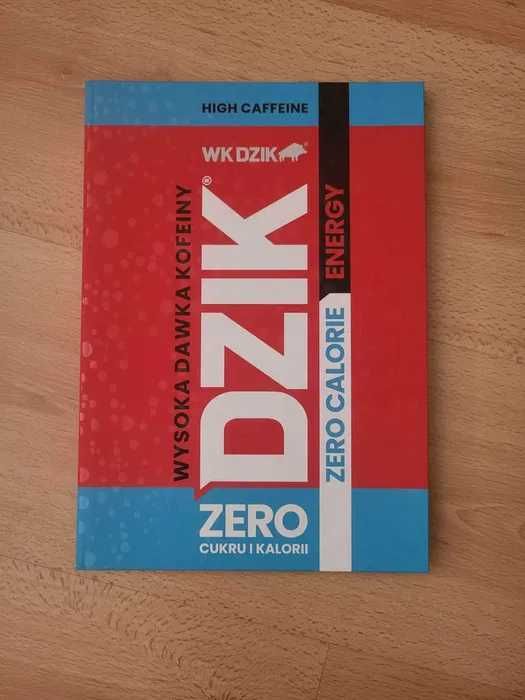 HIGH CAFFEINE
WK DZIK
WYSOKA DAWKA KOFEINY
DZIK®
ZERO CALORIE ENERGY
ZERO
CUKRU I KALORII